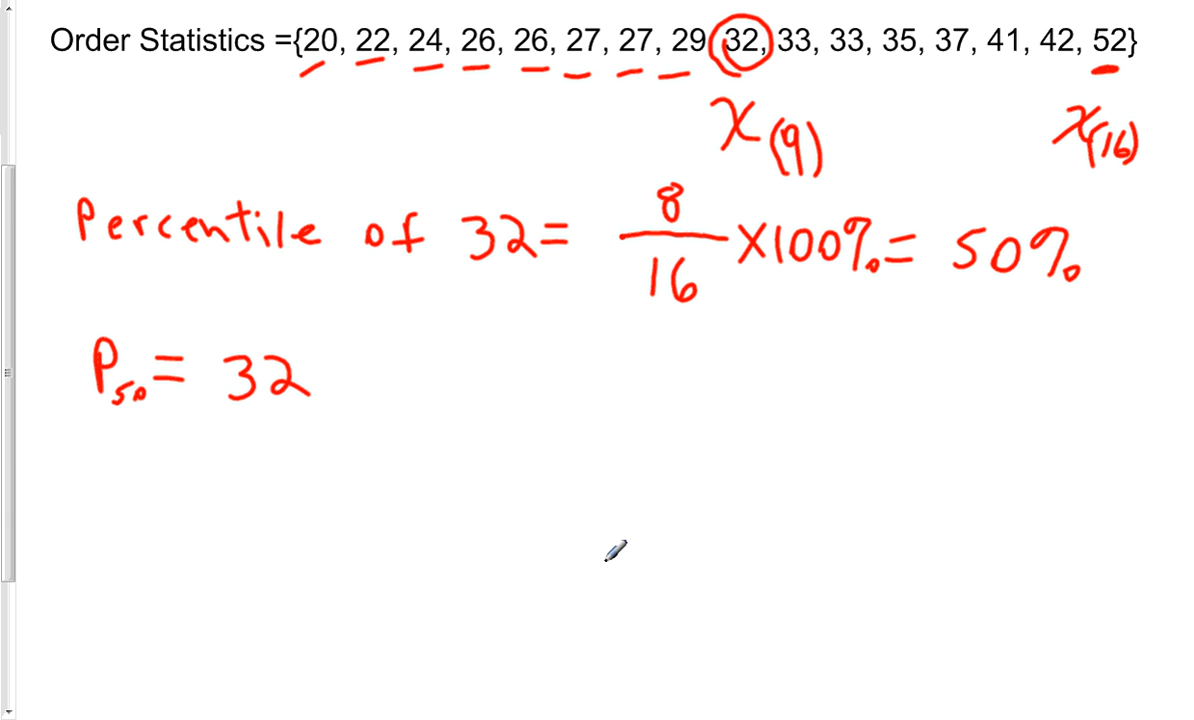 Order Statistics ={20, 22, 24, 26, 26, 27, 27, 29, 32, 33, 33, 35, 37, 41, 42, 52}
x(9) x(16)
Percentile of 32 = 8/16 X100% = 50%
P50 = 32